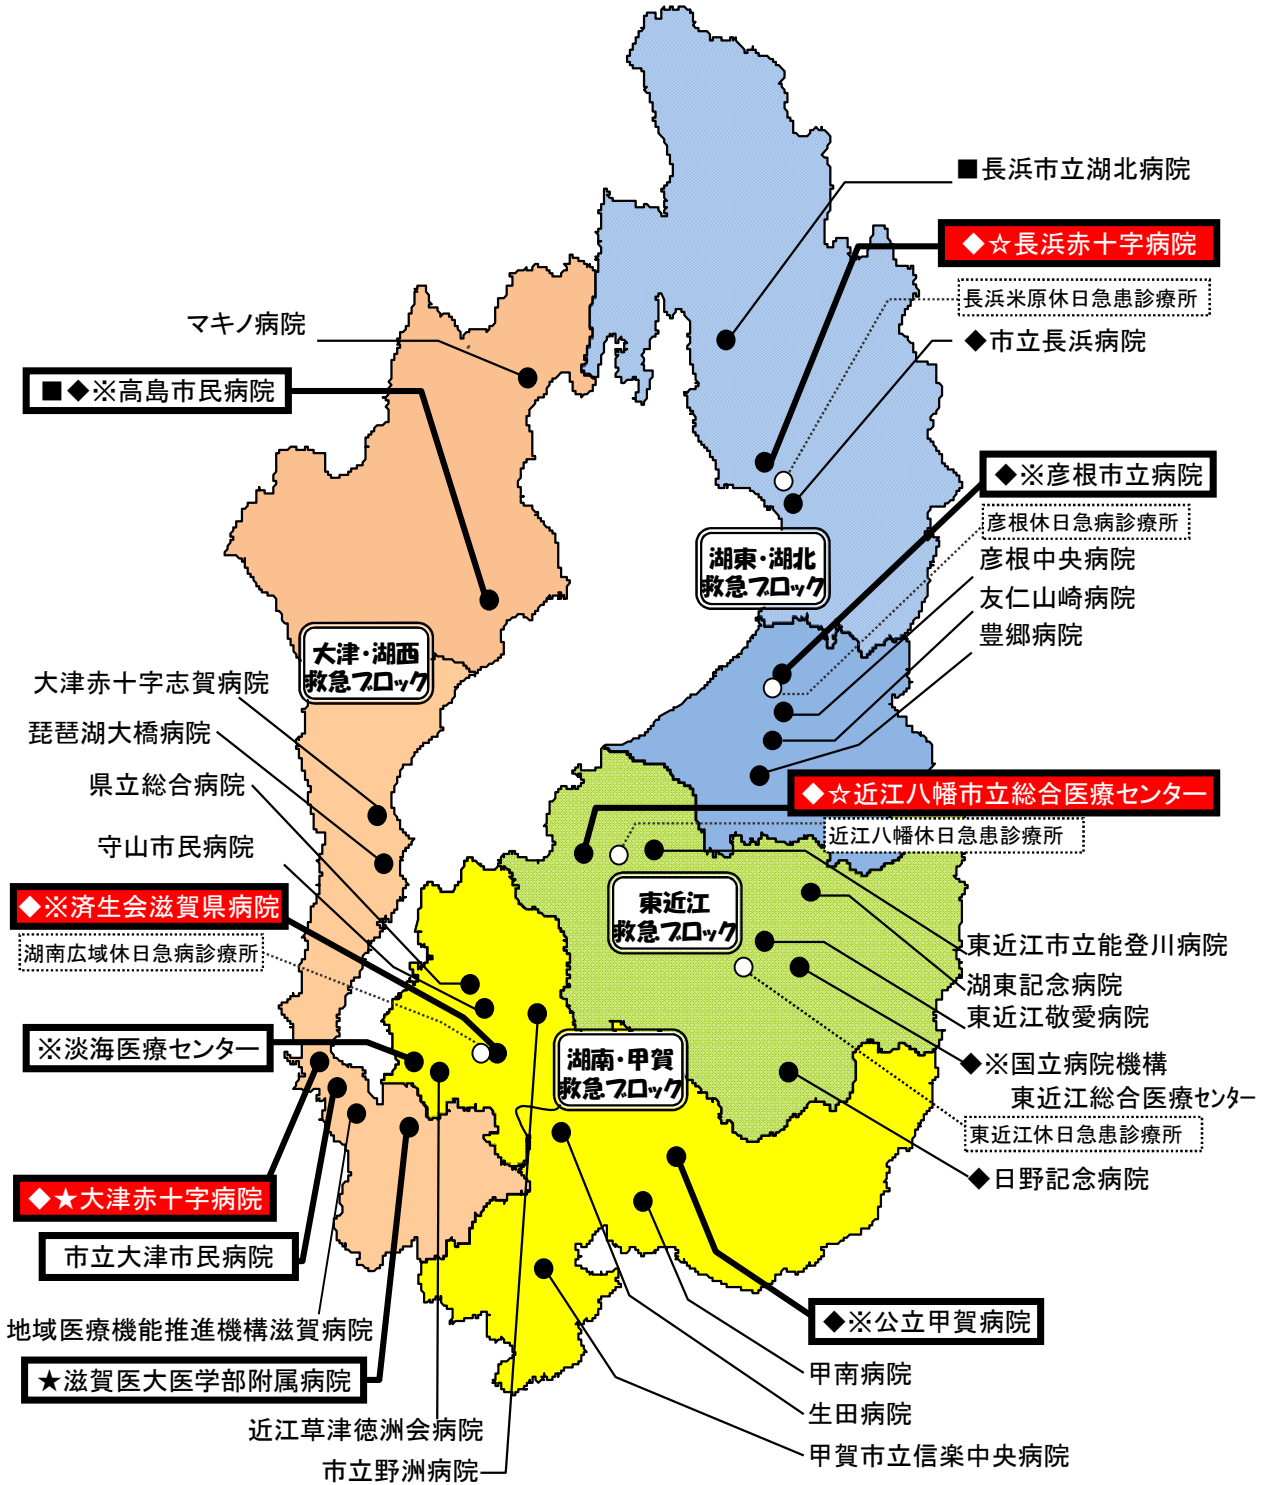 ■長浜市立湖北病院
◆☆長浜赤十字病院
長浜米原休日急患診療所
◆市立長浜病院
マキノ病院
■◆※高島市民病院
◆※彦根市立病院
彦根休日急病診療所
彦根中央病院
友仁山崎病院
豊郷病院
湖東・湖北
救急ブロック
大津・湖西
救急ブロック
大津赤十字志賀病院
琵琶湖大橋病院
県立総合病院
守山市民病院
◆☆近江八幡市立総合医療センター
近江八幡休日急患診療所
◆※済生会滋賀県病院
湖南広域休日急病診療所
東近江
救急ブロック
東近江市立能登川病院
湖東記念病院
東近江敬愛病院
※淡海医療センター
湖南・甲賀
救急ブロック
◆※国立病院機構
東近江総合医療センター
東近江休日急患診療所
◆日野記念病院
◆★大津赤十字病院
市立大津市民病院
地域医療機能推進機構滋賀病院
★滋賀医大医学部附属病院
◆※公立甲賀病院
甲南病院
生田病院
甲賀市立信楽中央病院
近江草津徳洲会病院
市立野洲病院